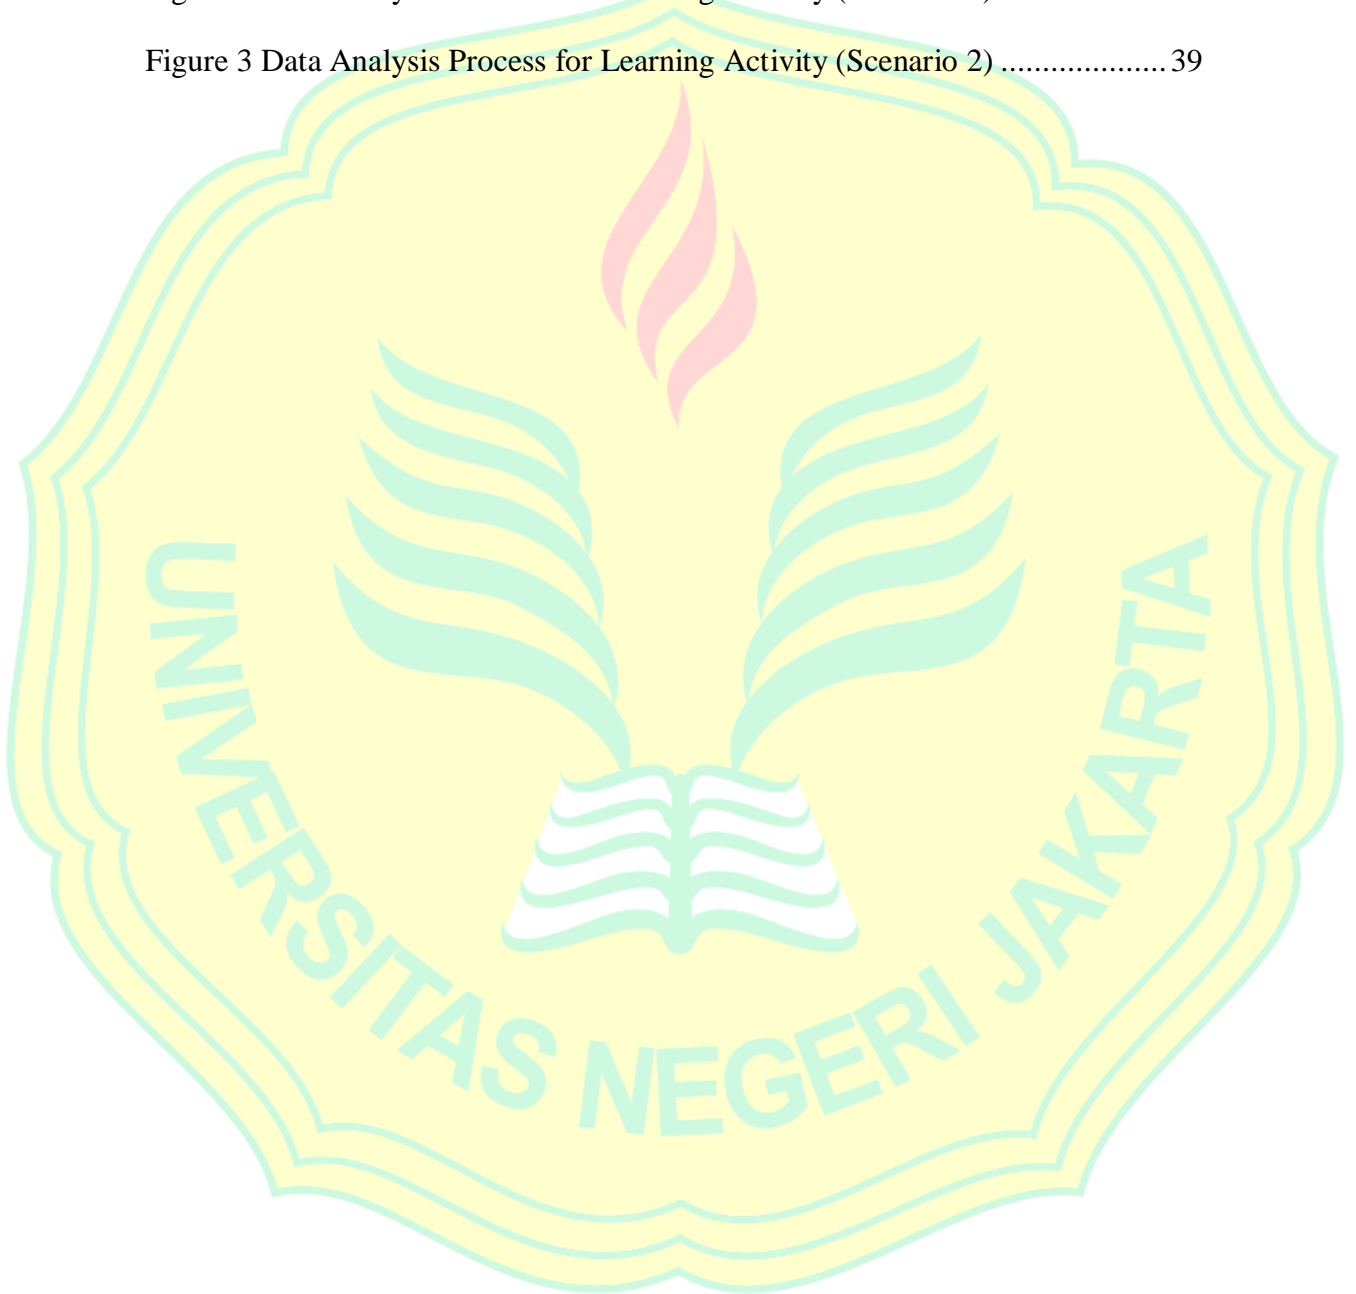 Figure 3 Data Analysis Process for Learning Activity (Scenario 2) .................... 39
UNIVERSITAS NEGERI JAKARTA